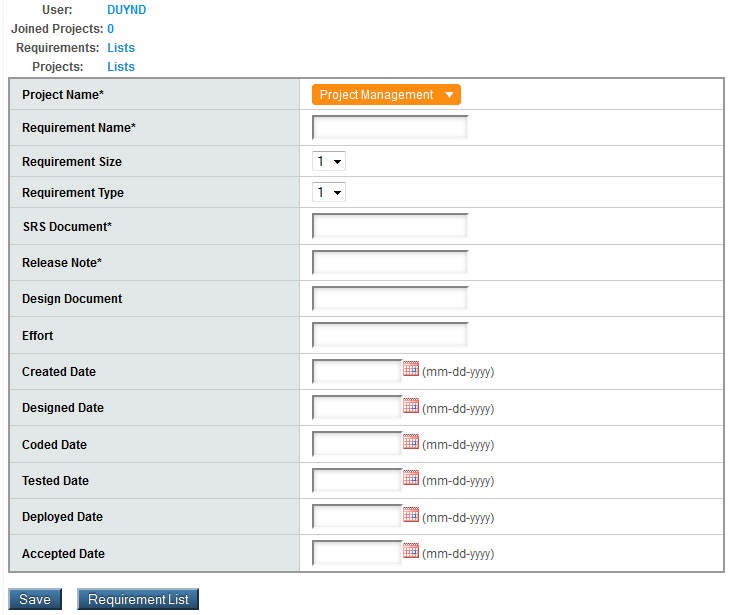 User: DUYND
Joined Projects: 0
Requirements: Lists
Projects: Lists
Project Name* Project Management
Requirement Name*
Requirement Size 1
Requirement Type 1
SRS Document*
Release Note*
Design Document
Effort
Created Date (mm-dd-yyyy)
Designed Date (mm-dd-yyyy)
Coded Date (mm-dd-yyyy)
Tested Date (mm-dd-yyyy)
Deployed Date (mm-dd-yyyy)
Accepted Date (mm-dd-yyyy)
Save Requirement List